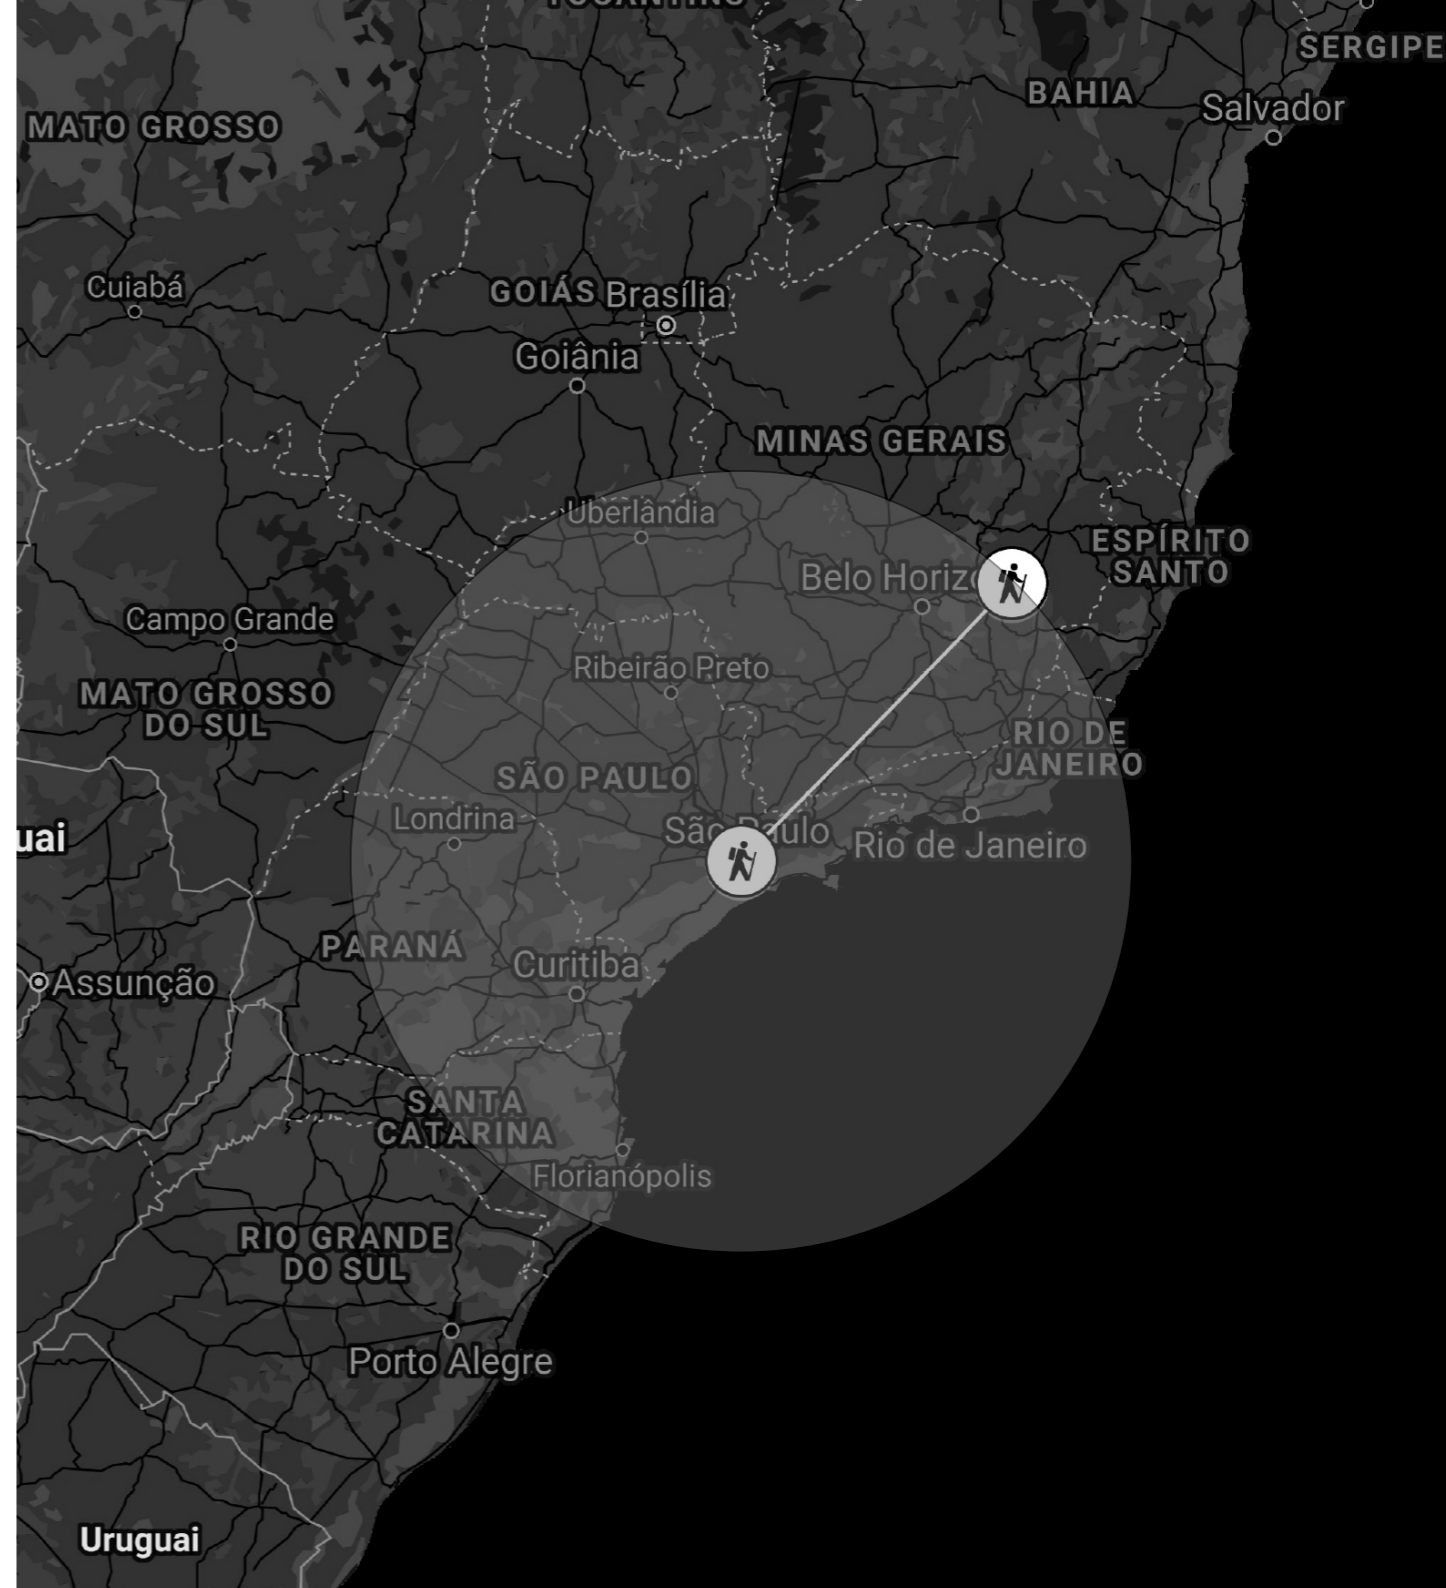 SERGIPE
BAHIA
Salvador
MATO GROSSO
Cuiabá
GOIÁS
Brasília
Goiânia
MINAS GERAIS
Uberlândia
ESPÍRITO
SANTO
Belo
Campo Grande
Ribeirão Preto
MATO GROSSO
DO SUL
RIO DE
JANEIRO
SÃO PAULO
Londrina
São Paulo
Rio de Janeiro
uai
PARANÁ
Curitiba
Assunção
SANTA
CATARINA
Florianópolis
RIO GRANDE
DO SUL
Porto Alegre
Uruguai